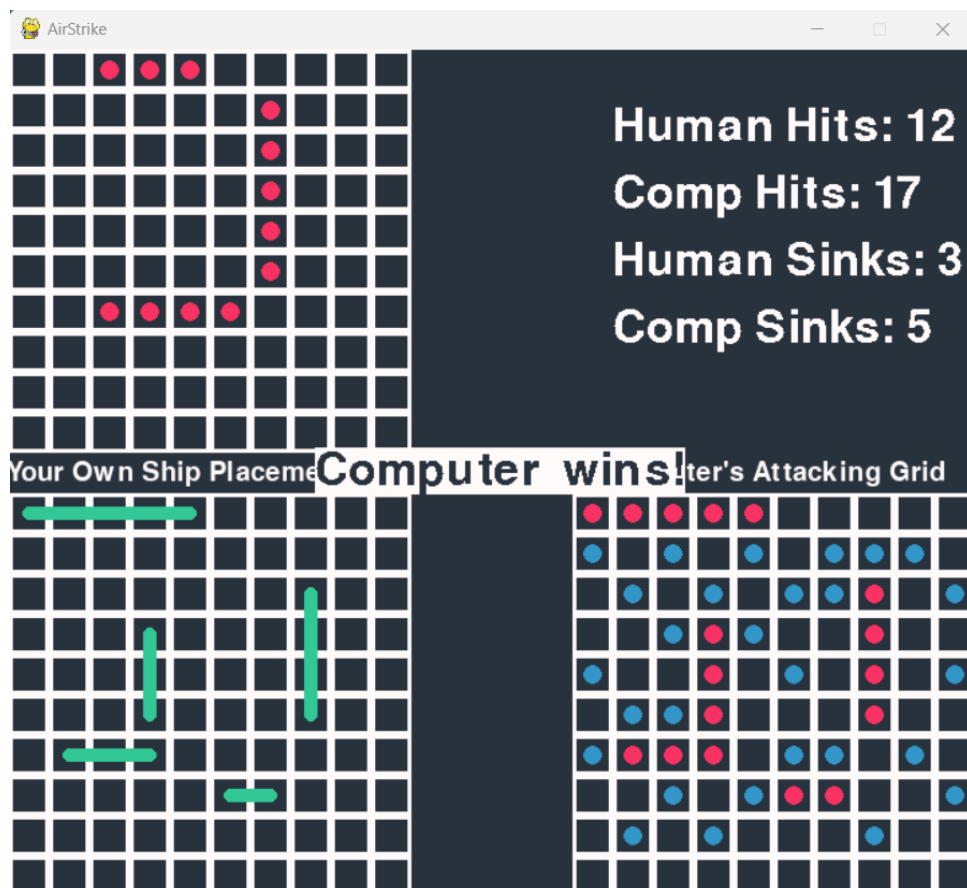 AirStrike
Human Hits: 12
Comp Hits: 17
Human Sinks: 3
Comp Sinks: 5
Your Own Ship Placeme
Computer wins!
ter's Attacking Grid